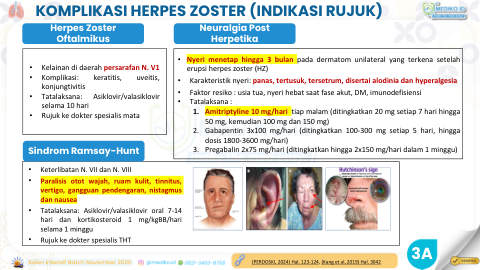 KOMPLIKASI HERPES ZOSTER (INDIKASI RUJUK)
Herpes Zoster
Oftalmikus
• Kelainan di daerah persarafan N. V1
• Komplikasi: keratitis, uveitis,
konjungtivitis
• Tatalaksana: Asiklovir/valasiklovir
selama 10 hari
• Rujuk ke dokter spesialis mata
Neuralgia Post
Herpetika
• Nyeri menetap hingga 3 bulan pada dermatom unilateral yang terkena setelah
erupsi herpes zoster (HZ)
• Karakteristik nyeri: panas, tertusuk, tersetrum, disertai alodinia dan hyperalgesia
• Faktor resiko : usia tua, nyeri hebat saat fase akut, DM, imunodefisiensi
• Tatalaksana :
1. Amitriptyline 10 mg/hari tiap malam (ditingkatkan 20 mg setiap 7 hari hingga
50 mg, kemudian 100 mg dan 150 mg)
2. Gabapentin 3x100 mg/hari (ditingkatkan 100-300 mg setiap 5 hari, hingga
dosis 1800-3600 mg/hari)
3. Pregabalin 2x75 mg/hari (ditingkatkan hingga 2x150 mg/hari dalam 1 minggu)
Sindrom Ramsay-Hunt
• Keterlibatan N. VII dan N. VIII
• Paralisis otot wajah, ruam kulit, tinnitus,
vertigo, gangguan pendengaran, nistagmus
dan nausea
• Tatalaksana: Asiklovir/valasiklovir oral 7-14
hari dan kortikosteroid 1 mg/kgBB/hari
selama 1 minggu
• Rujuk ke dokter spesialis THT
Hutchinson's sign
(PERDOSKI, 2024) Hal. 123-124, (Kang et al, 2019) Hal. 3042
3A